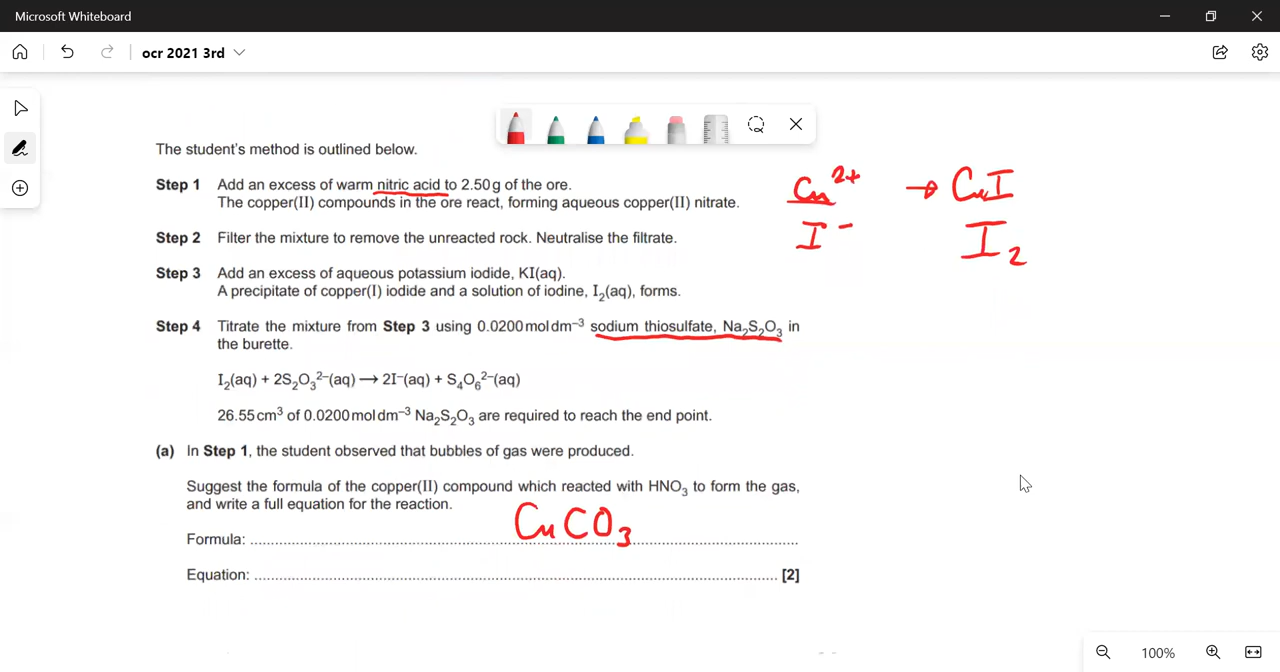 Microsoft Whiteboard
ocr 2021 3rd
The student's method is outlined below.
Step 1 Add an excess of warm nitric acid to 2.50 g of the ore.
The copper(II) compounds in the ore react, forming aqueous copper(II) nitrate.
Cu²⁺ → CuI
I⁻ I₂
Step 2 Filter the mixture to remove the unreacted rock. Neutralise the filtrate.
Step 3 Add an excess of aqueous potassium iodide, KI(aq).
A precipitate of copper(I) iodide and a solution of iodine, I₂(aq), forms.
Step 4 Titrate the mixture from Step 3 using 0.0200 mol dm⁻³ sodium thiosulfate, Na₂S₂O₃ in
the burette.
I₂(aq) + 2S₂O₃²⁻(aq) → 2I⁻(aq) + S₄O₆²⁻(aq)
26.55 cm³ of 0.0200 mol dm⁻³ Na₂S₂O₃ are required to reach the end point.
(a) In Step 1, the student observed that bubbles of gas were produced.
Suggest the formula of the copper(II) compound which reacted with HNO₃ to form the gas,
and write a full equation for the reaction.
Formula: CuCO₃
Equation: [2]
100%